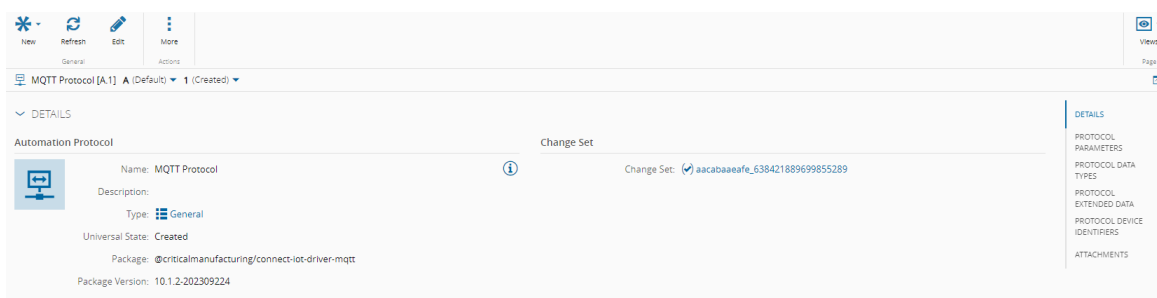 New
Refresh
Edit
More
Views
General
Actions
Page
MQTT Protocol [A.1] A (Default) 1 (Created)
DETAILS
Automation Protocol
Name: MQTT Protocol
Description:
Type: General
Universal State: Created
Package: @criticalmanufacturing/connect-iot-driver-mqtt
Package Version: 10.1.2-202309224
Change Set
Change Set: aacabaaeafe_638421889699855289
DETAILS
PROTOCOL
PARAMETERS
PROTOCOL DATA
TYPES
PROTOCOL
EXTENDED DATA
PROTOCOL DEVICE
IDENTIFIERS
ATTACHMENTS